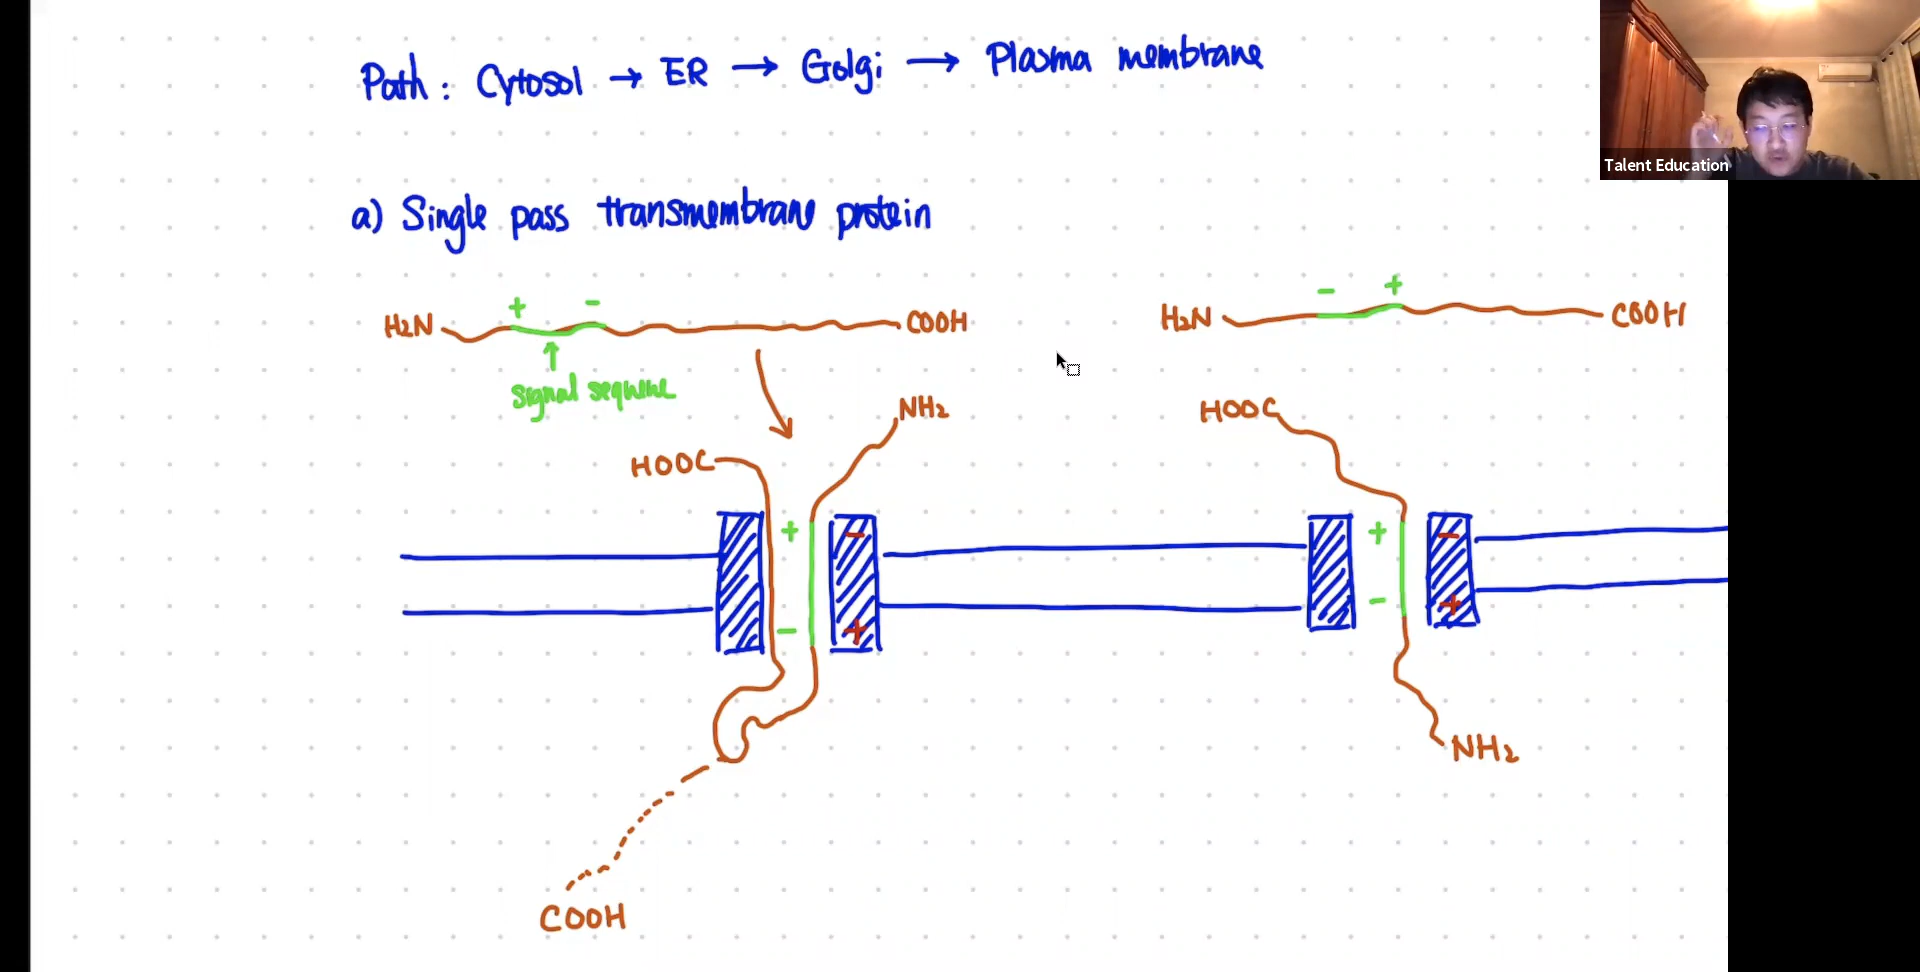 Path: Cytosol → ER → Golgi → Plasma membrane
Talent Education
a) Single pass transmembrane protein
+ -
H2N COOH
signal sequence
- +
H2N COOH
NH2
HOOC
HOOC
+ -
- +
+ -
- +
NH2
COOH